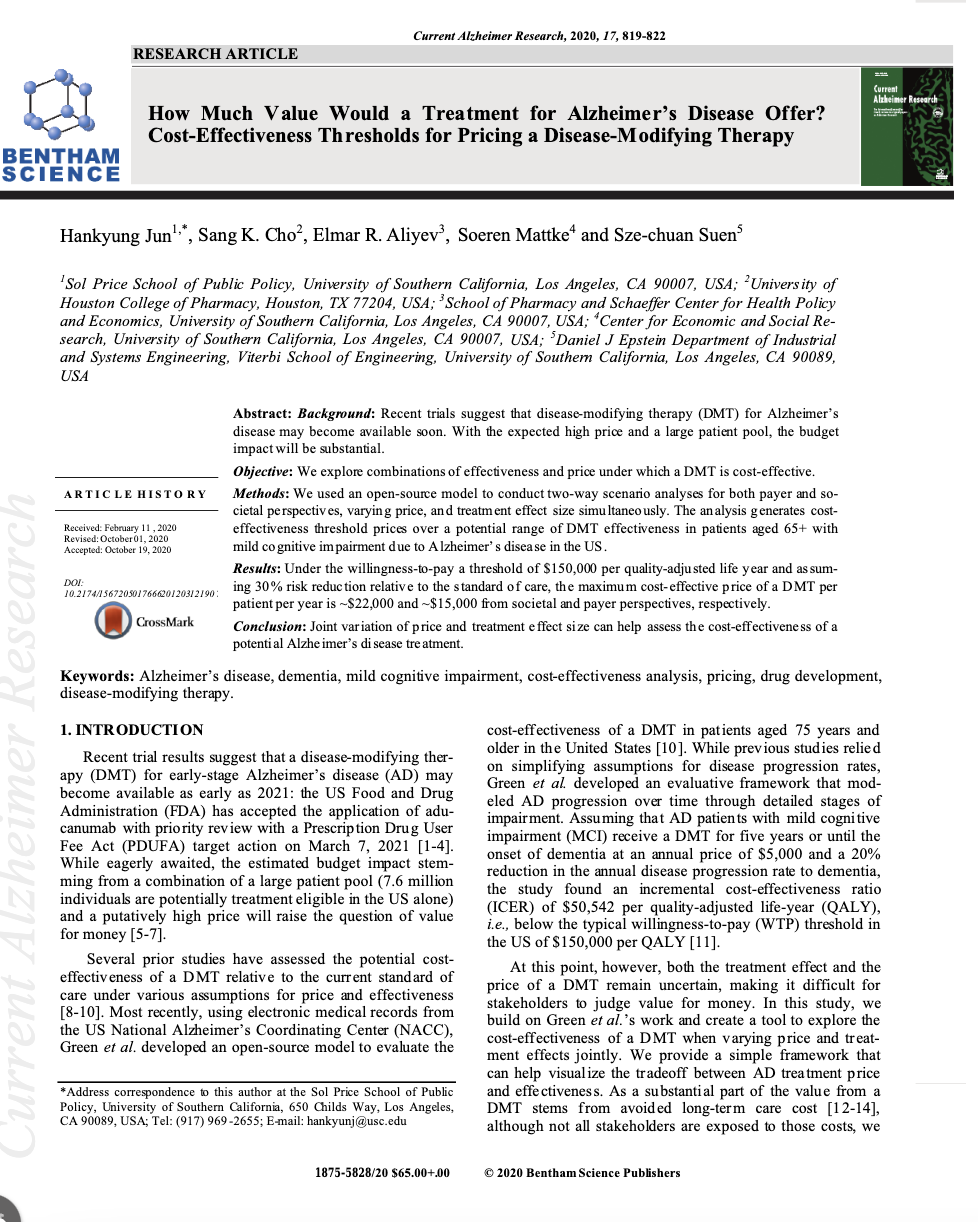 Current Alzheimer Research, 2020, 17, 819-822
RESEARCH ARTICLE
BENTHAM
SCIENCE
How Much Value Would a Treatment for Alzheimer's Disease Offer?
Cost-Effectiveness Thresholds for Pricing a Disease-Modifying Therapy
Current
Alzheimer Research
Hankyung Jun1,*, Sang K. Cho2, Elmar R. Aliyev3, Soeren Mattke4 and Sze-chuan Suen5
1Sol Price School of Public Policy, University of Southern California, Los Angeles, CA 90007, USA; 2University of
Houston College of Pharmacy, Houston, TX 77204, USA; 3School of Pharmacy and Schaeffer Center for Health Policy
and Economics, University of Southern California, Los Angeles, CA 90007, USA; 4Center for Economic and Social Re-
search, University of Southern California, Los Angeles, CA 90007, USA; 5Daniel J Epstein Department of Industrial
and Systems Engineering, Viterbi School of Engineering, University of Southern California, Los Angeles, CA 90089,
USA
Abstract: Background: Recent trials suggest that disease-modifying therapy (DMT) for Alzheimer's
disease may become available soon. With the expected high price and a large patient pool, the budget
impact will be substantial.
Objective: We explore combinations of effectiveness and price under which a DMT is cost-effective.
Methods: We used an open-source model to conduct two-way scenario analyses for both payer and so-
cietal perspectives, varying price, and treatment effect size simultaneously. The analysis generates cost-
effectiveness threshold prices over a potential range of DMT effectiveness in patients aged 65+ with
mild cognitive impairment due to Alzheimer's disease in the US.
Results: Under the willingness-to-pay a threshold of $150,000 per quality-adjusted life year and assum-
ing 30% risk reduction relative to the standard of care, the maximum cost-effective price of a DMT per
patient per year is ~$22,000 and ~$15,000 from societal and payer perspectives, respectively.
Conclusion: Joint variation of price and treatment effect size can help assess the cost-effectiveness of a
potential Alzheimer's disease treatment.
ARTICLE HISTORY
Received: February 11, 2020
Revised: October 01, 2020
Accepted: October 19, 2020
DOI:
10.2174/1567205017666201203121907
CrossMark
Keywords: Alzheimer's disease, dementia, mild cognitive impairment, cost-effectiveness analysis, pricing, drug development,
disease-modifying therapy.
1. INTRODUCTION
Recent trial results suggest that a disease-modifying ther-
apy (DMT) for early-stage Alzheimer's disease (AD) may
become available as early as 2021: the US Food and Drug
Administration (FDA) has accepted the application of adu-
canumab with priority review with a Prescription Drug User
Fee Act (PDUFA) target action on March 7, 2021 [1-4].
While eagerly awaited, the estimated budget impact stem-
ming from a combination of a large patient pool (7.6 million
individuals are potentially treatment eligible in the US alone)
and a putatively high price will raise the question of value
for money [5-7].
Several prior studies have assessed the potential cost-
effectiveness of a DMT relative to the current standard of
care under various assumptions for price and effectiveness
[8-10]. Most recently, using electronic medical records from
the US National Alzheimer's Coordinating Center (NACC),
Green et al. developed an open-source model to evaluate the
*Address correspondence to this author at the Sol Price School of Public
Policy, University of Southern California, 650 Childs Way, Los Angeles,
CA 90089, USA; Tel: (917) 969-2655; E-mail: hankyunj@usc.edu
cost-effectiveness of a DMT in patients aged 75 years and
older in the United States [10]. While previous studies relied
on simplifying assumptions for disease progression rates,
Green et al. developed an evaluative framework that mod-
eled AD progression over time through detailed stages of
impairment. Assuming that AD patients with mild cognitive
impairment (MCI) receive a DMT for five years or until the
onset of dementia at an annual price of $5,000 and a 20%
reduction in the annual disease progression rate to dementia,
the study found an incremental cost-effectiveness ratio
(ICER) of $50,542 per quality-adjusted life-year (QALY),
i.e., below the typical willingness-to-pay (WTP) threshold in
the US of $150,000 per QALY [11].
At this point, however, both the treatment effect and the
price of a DMT remain uncertain, making it difficult for
stakeholders to judge value for money. In this study, we
build on Green et al.'s work and create a tool to explore the
cost-effectiveness of a DMT when varying price and treat-
ment effects jointly. We provide a simple framework that
can help visualize the tradeoff between AD treatment price
and effectiveness. As a substantial part of the value from a
DMT stems from avoided long-term care cost [12-14],
although not all stakeholders are exposed to those costs, we
Current Alzheimer Research
1875-5828/20 $65.00+.00
© 2020 Bentham Science Publishers